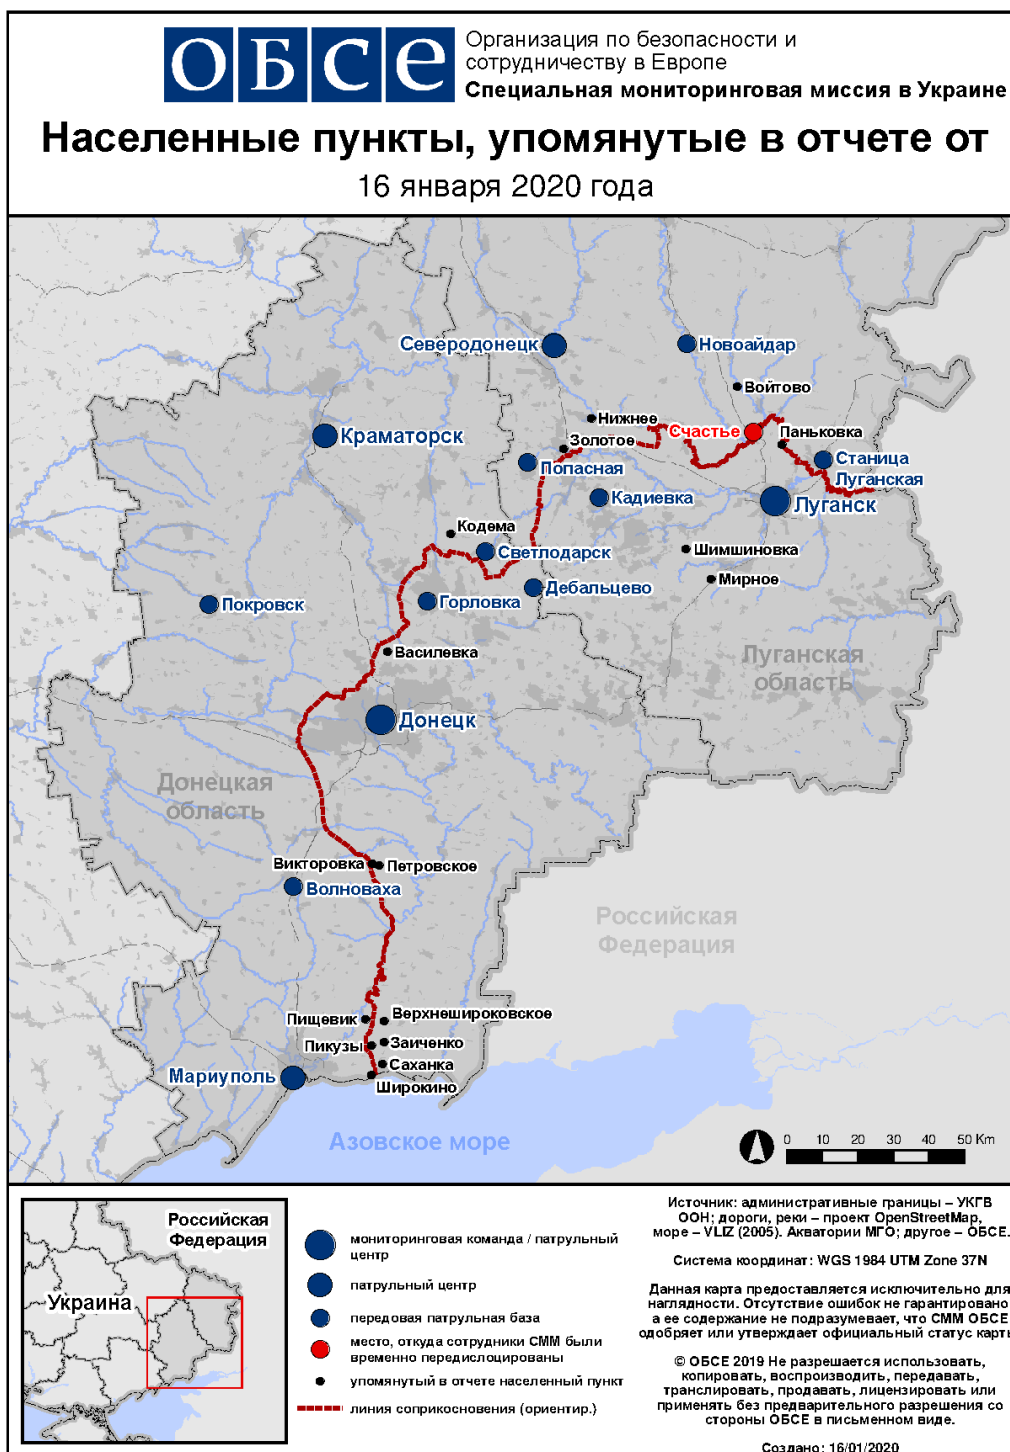 ОБСЕ
Организация по безопасности и
сотрудничеству в Европе
Специальная мониторинговая миссия в Украине
Населенные пункты, упомянутые в отчете от
16 января 2020 года
Северодонецк
Новоайдар
Войтово
Нижнее
Счастье
Паньковка
Золотое
Краматорск
Попасная
Станица
Луганская
Кадиевка
Луганск
Кодема
Светлодарск
Шимшиновка
Мирное
Дебальцево
Покровск
Горловка
Василевка
Луганская
область
Донецк
Донецкая
область
Викторовка
Петровское
Волноваха
Российская
Федерация
Пищевик
Верхнешироковское
Пикузы
Заиченко
Саханка
Мариуполь
Широкино
Азовское море
0 10 20 30 40 50 Km
Российская
Федерация
Украина
мониторинговая команда / патрульный
центр
патрульный центр
передовая патрульная база
место, откуда сотрудники СММ были
временно передислоцированы
упомянутый в отчете населенный пункт
линия соприкосновения (ориентир.)
Источник: административные границы – УКГВ
ООН; дороги, реки – проект OpenStreetMap,
море – VLIZ (2005). Акватории МГО; другое – ОБСЕ.
Система координат: WGS 1984 UTM Zone 37N
Данная карта предоставляется исключительно для
наглядности. Отсутствие ошибок не гарантировано
а ее содержание не подразумевает, что СММ ОБСЕ
одобряет или утверждает официальный статус карты
© ОБСЕ 2019 Не разрешается использовать,
копировать, воспроизводить, передавать,
транслировать, продавать, лицензировать или
применять без предварительного разрешения со
стороны ОБСЕ в письменном виде.
Создано: 16/01/2020